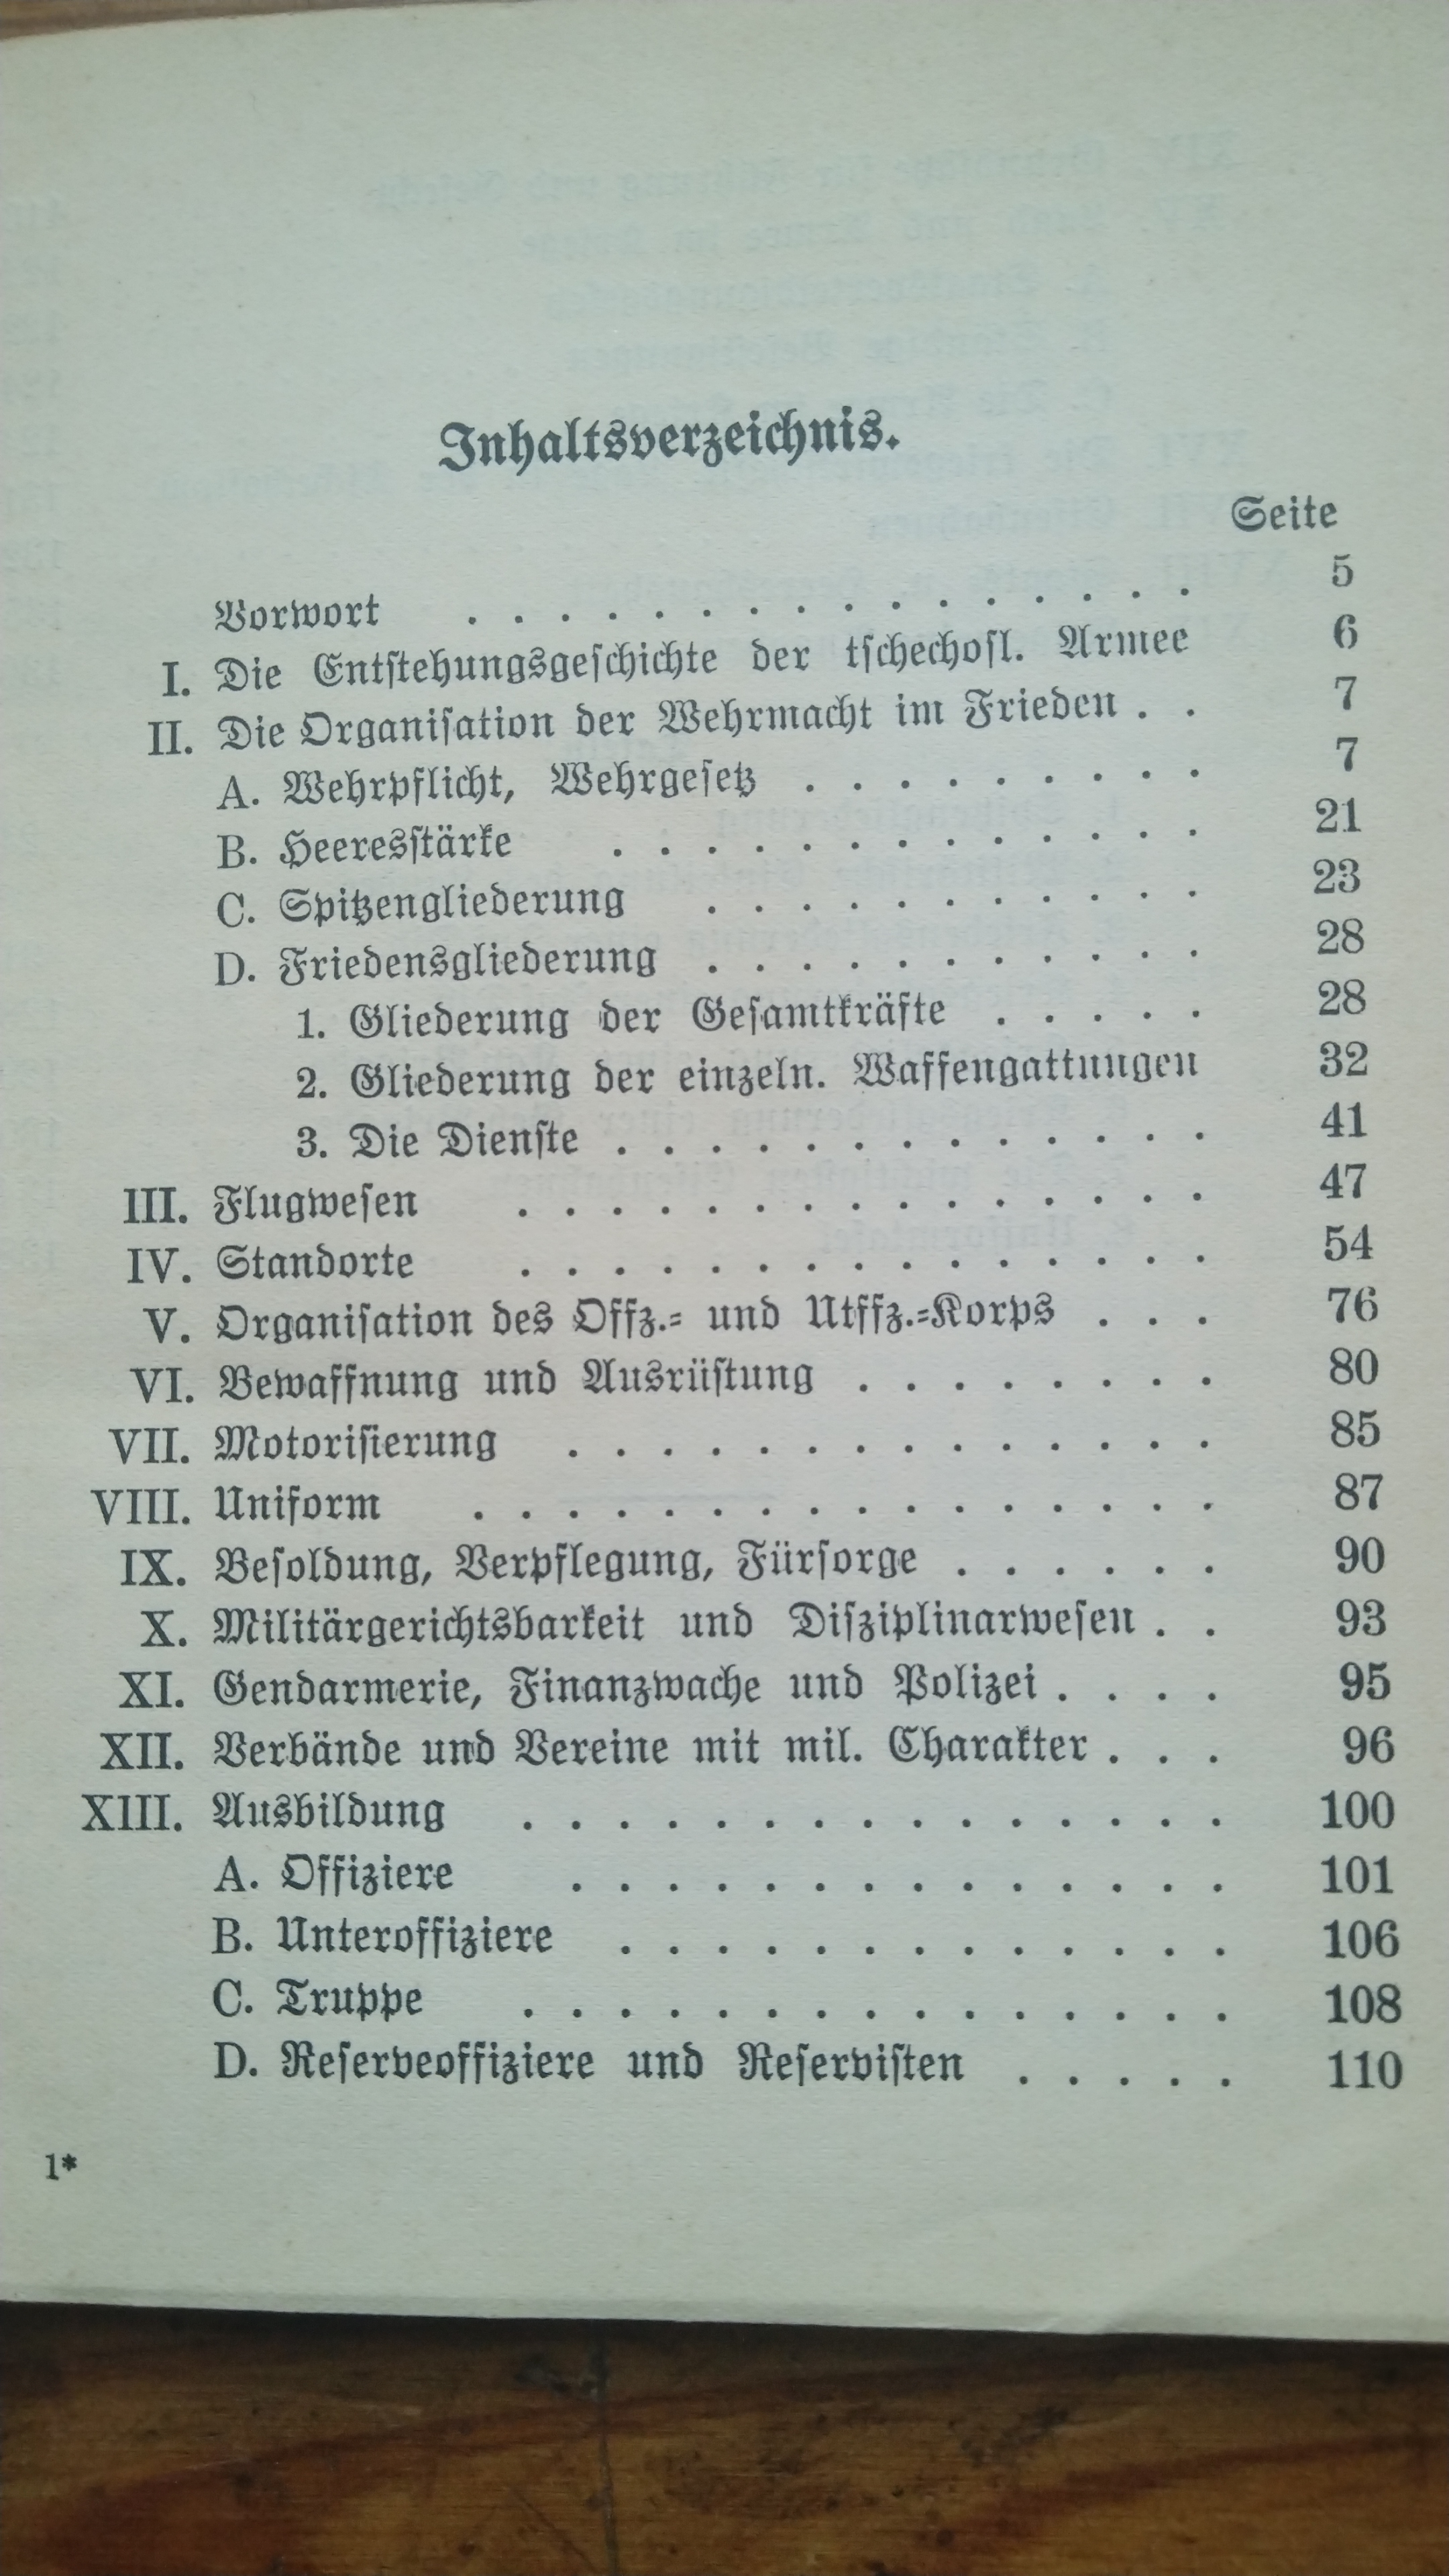 Inhaltsverzeichnis.
Seite
Vorwort . . . . . . . . . . . . . . . . 5
I. Die Entstehungsgeschichte der tschechosl. Armee 6
II. Die Organisation der Wehrmacht im Frieden . . 7
A. Wehrpflicht, Wehrgesetz . . . . . . . . . 7
B. Heeresstärke . . . . . . . . . . . . . 21
C. Spitzengliederung . . . . . . . . . . . 23
D. Friedensgliederung . . . . . . . . . . . 28
1. Gliederung der Gesamtkräfte . . . . . 28
2. Gliederung der einzeln. Waffengattungen 32
3. Die Dienste . . . . . . . . . . . . . 41
III. Flugwesen . . . . . . . . . . . . . . . 47
IV. Standorte . . . . . . . . . . . . . . . 54
V. Organisation des Offz.= und Utffz.=Korps . . . 76
VI. Bewaffnung und Ausrüstung . . . . . . . . 80
VII. Motorisierung . . . . . . . . . . . . . . 85
VIII. Uniform . . . . . . . . . . . . . . . . 87
IX. Besoldung, Verpflegung, Fürsorge . . . . . . 90
X. Militärgerichtsbarkeit und Disziplinarwesen . . 93
XI. Gendarmerie, Finanzwache und Polizei . . . . 95
XII. Verbände und Vereine mit mil. Charakter . . . 96
XIII. Ausbildung . . . . . . . . . . . . . . . 100
A. Offiziere . . . . . . . . . . . . . . 101
B. Unteroffiziere . . . . . . . . . . . . . 106
C. Truppe . . . . . . . . . . . . . . . 108
D. Reserveoffiziere und Reservisten . . . . . 110
1*